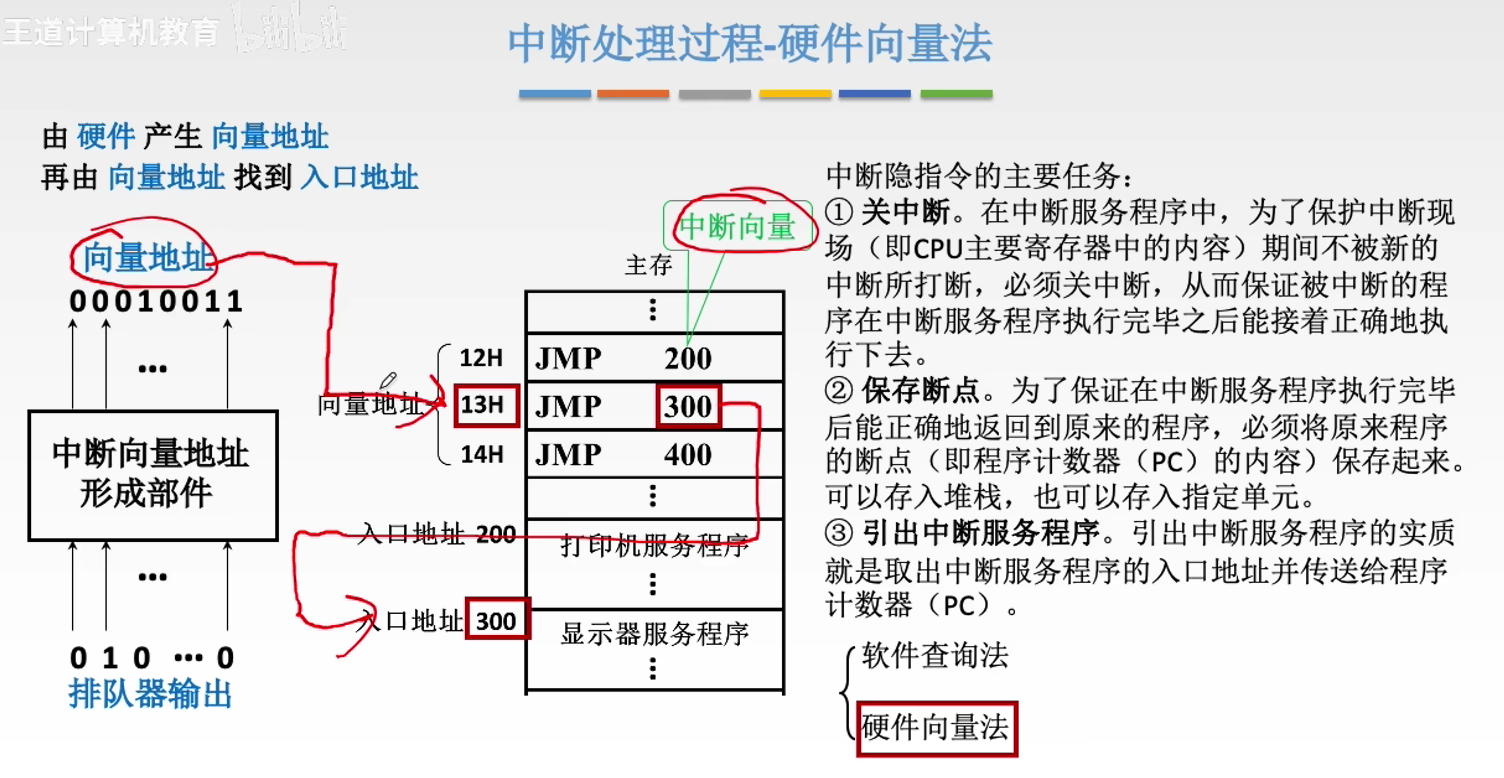 王道计算机教育 bilibili
中断处理过程-硬件向量法
由 硬件 产生 向量地址
再由 向量地址 找到 入口地址
向量地址
00010011
...
中断向量地址
形成部件
...
0 1 0 ... 0
排队器输出
中断向量
主存
⋮
12H JMP 200
向量地址 13H JMP 300
14H JMP 400
⋮
入口地址 200 打印机服务程序
⋮
入口地址 300 显示器服务程序
⋮
中断隐指令的主要任务：
① 关中断。在中断服务程序中，为了保护中断现
场（即CPU主要寄存器中的内容）期间不被新的
中断所打断，必须关中断，从而保证被中断的程
序在中断服务程序执行完毕之后能接着正确地执
行下去。
② 保存断点。为了保证在中断服务程序执行完毕
后能正确地返回到原来的程序，必须将原来程序
的断点（即程序计数器（PC）的内容）保存起来。
可以存入堆栈，也可以存入指定单元。
③ 引出中断服务程序。引出中断服务程序的实质
就是取出中断服务程序的入口地址并传送给程序
计数器（PC）。
软件查询法
硬件向量法